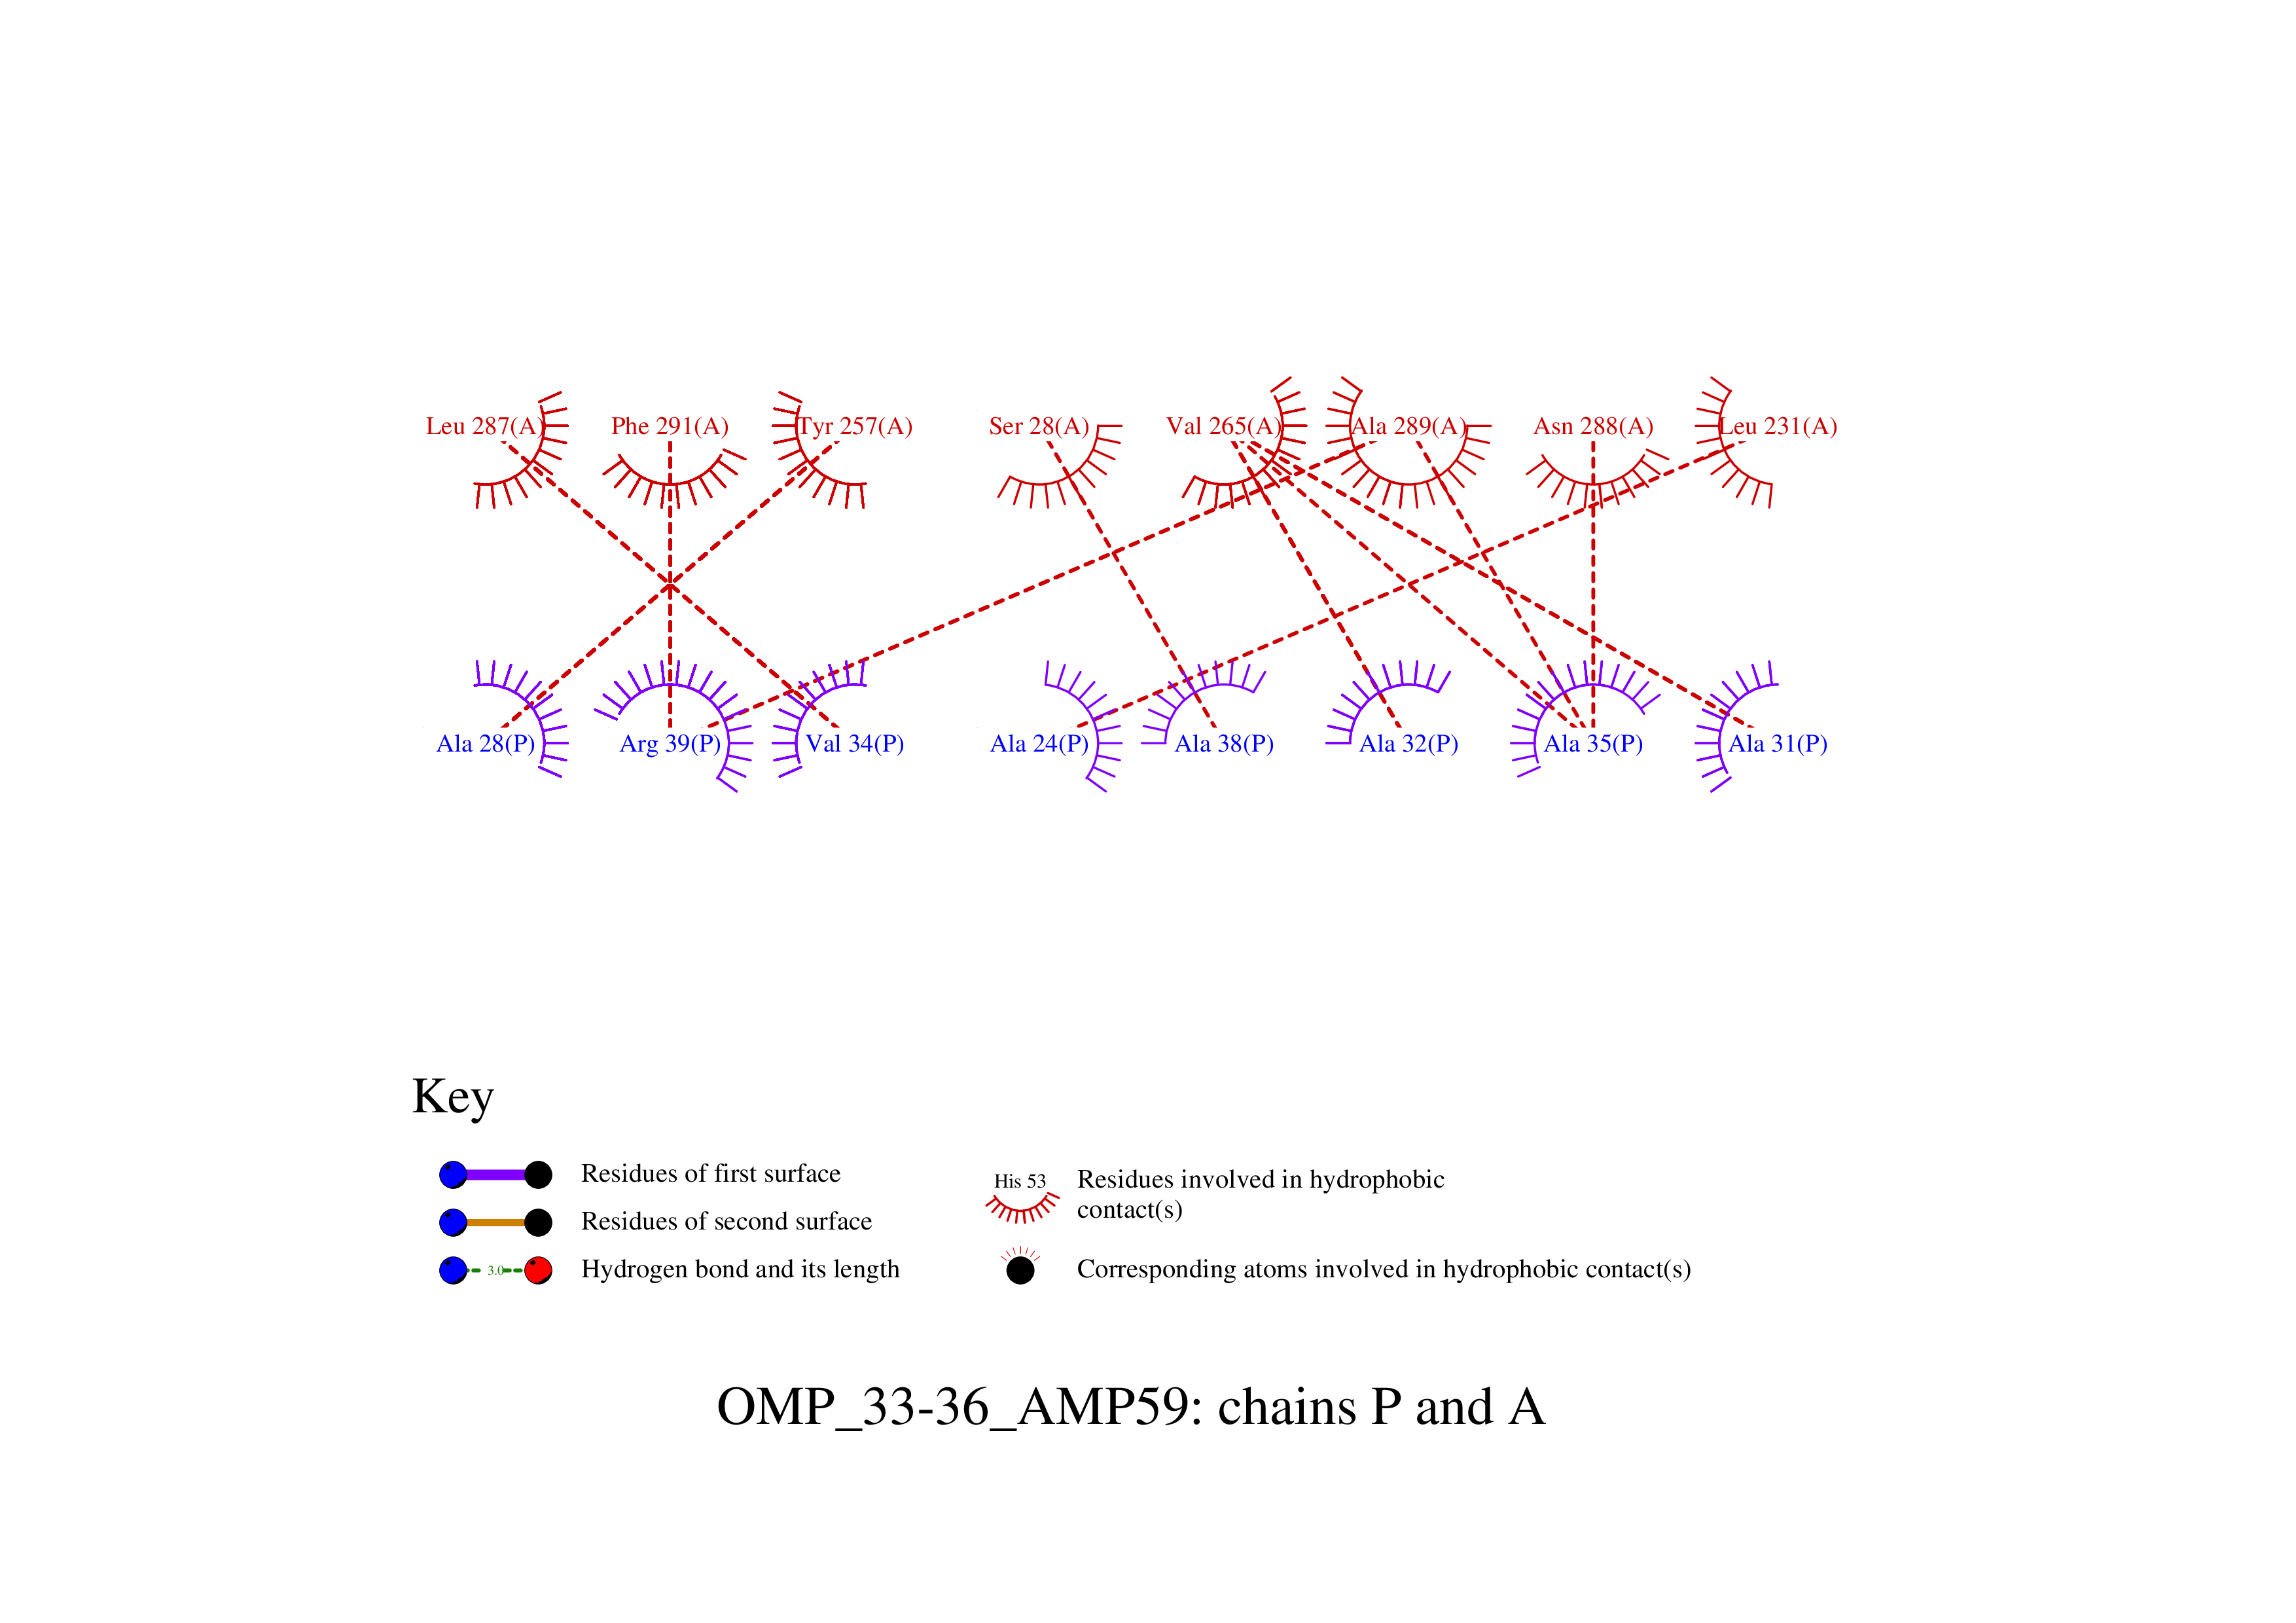 Leu 287(A) Phe 291(A) Tyr 257(A) Ser 28(A) Val 265(A) Ala 289(A) Asn 288(A) Leu 231(A)
Ala 28(P) Arg 39(P) Val 34(P) Ala 24(P) Ala 38(P) Ala 32(P) Ala 35(P) Ala 31(P)
Key
Residues of first surface
Residues of second surface
3.0 Hydrogen bond and its length
His 53 Residues involved in hydrophobic
contact(s)
Corresponding atoms involved in hydrophobic contact(s)
OMP_33-36_AMP59: chains P and A